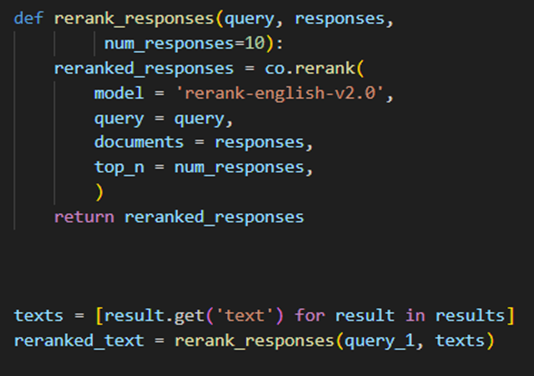 def rerank_responses(query, responses,
num_responses=10):
reranked_responses = co.rerank(
model = 'rerank-english-v2.0',
query = query,
documents = responses,
top_n = num_responses,
)
return reranked_responses
texts = [result.get('text') for result in results]
reranked_text = rerank_responses(query_1, texts)